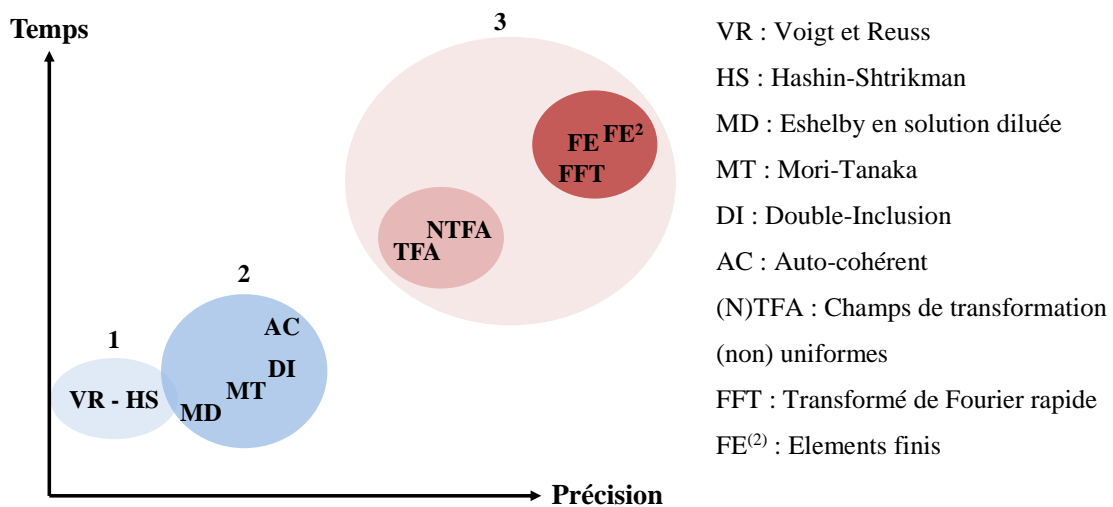 Temps
3
FE FE²
FFT
NTFA
TFA
2
AC
DI
MT
MD
1
VR - HS
Précision
VR : Voigt et Reuss
HS : Hashin-Shtrikman
MD : Eshelby en solution diluée
MT : Mori-Tanaka
DI : Double-Inclusion
AC : Auto-cohérent
(N)TFA : Champs de transformation
(non) uniformes
FFT : Transformé de Fourier rapide
FE⁽²⁾ : Elements finis